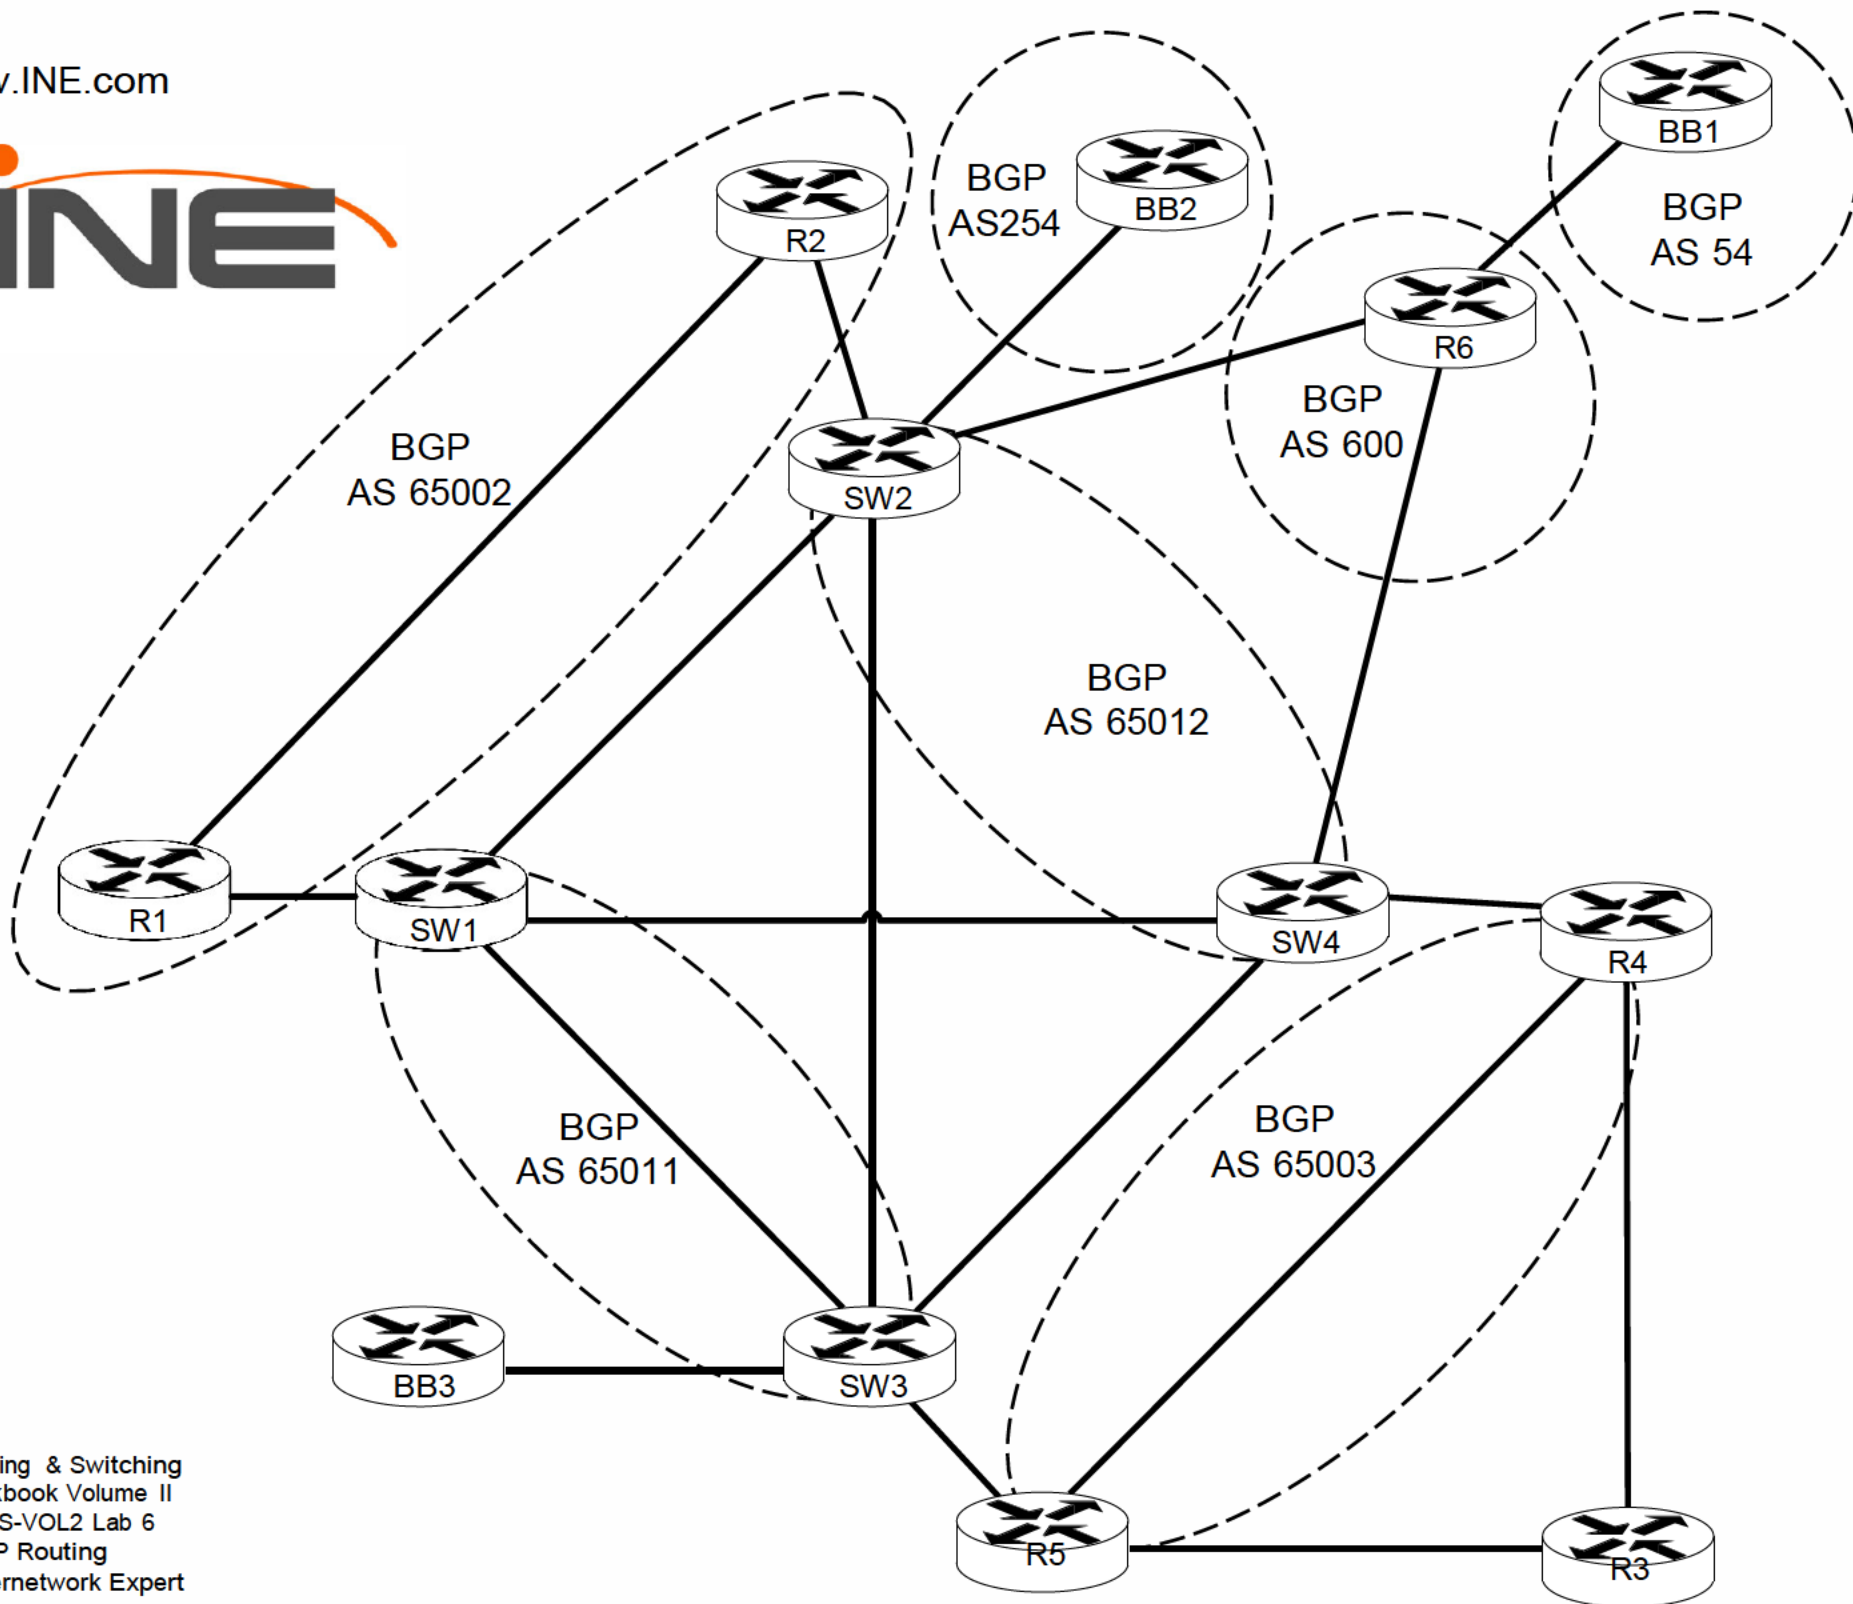 v.INE.com
INE
BB1
BGP
AS 54
BGP
AS254
BB2
R2
R6
BGP
AS 600
BGP
AS 65002
SW2
BGP
AS 65012
R1
SW1
SW4
R4
BGP
AS 65011
BGP
AS 65003
BB3
SW3
R5
R3
ing & Switching
kbook Volume II
S-VOL2 Lab 6
P Routing
ernetwork Expert